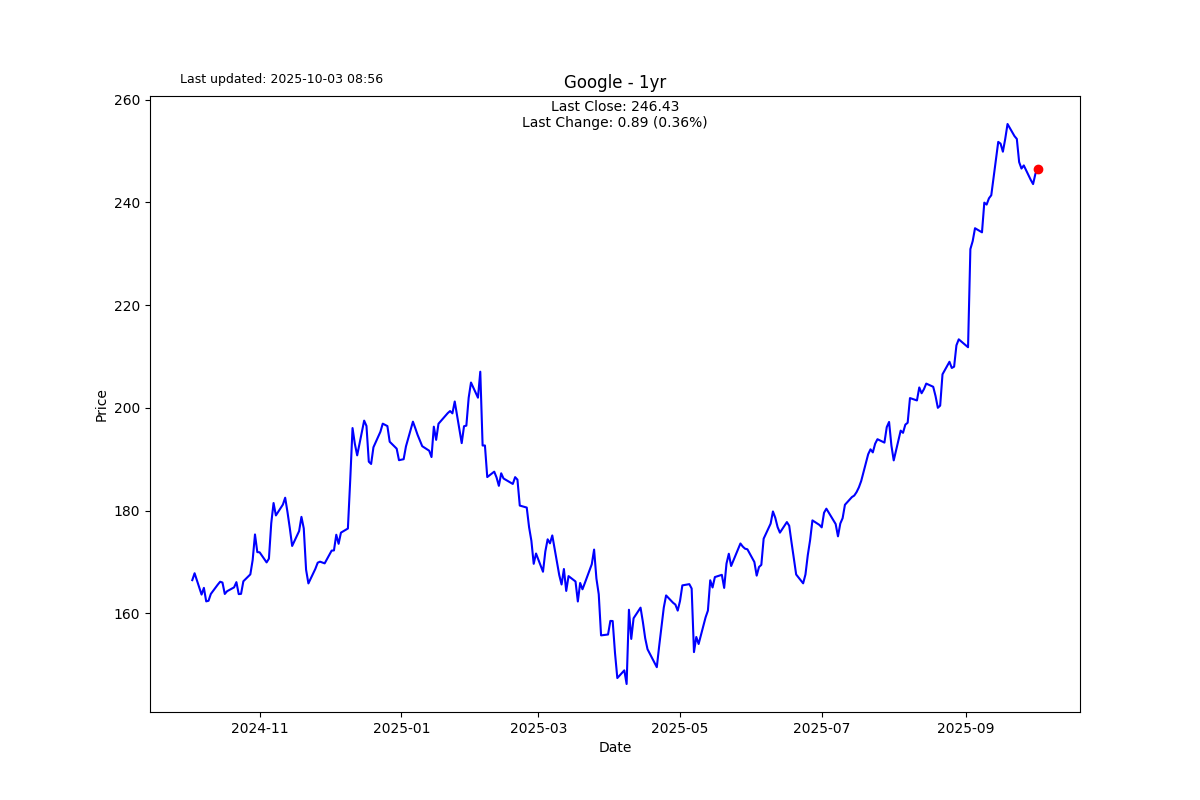 Last updated: 2025-10-03 08:56
Google - 1yr
Last Close: 246.43
Last Change: 0.89 (0.36%)
Price
260
240
220
200
180
160
2024-11
2025-01
2025-03
2025-05
2025-07
2025-09
Date